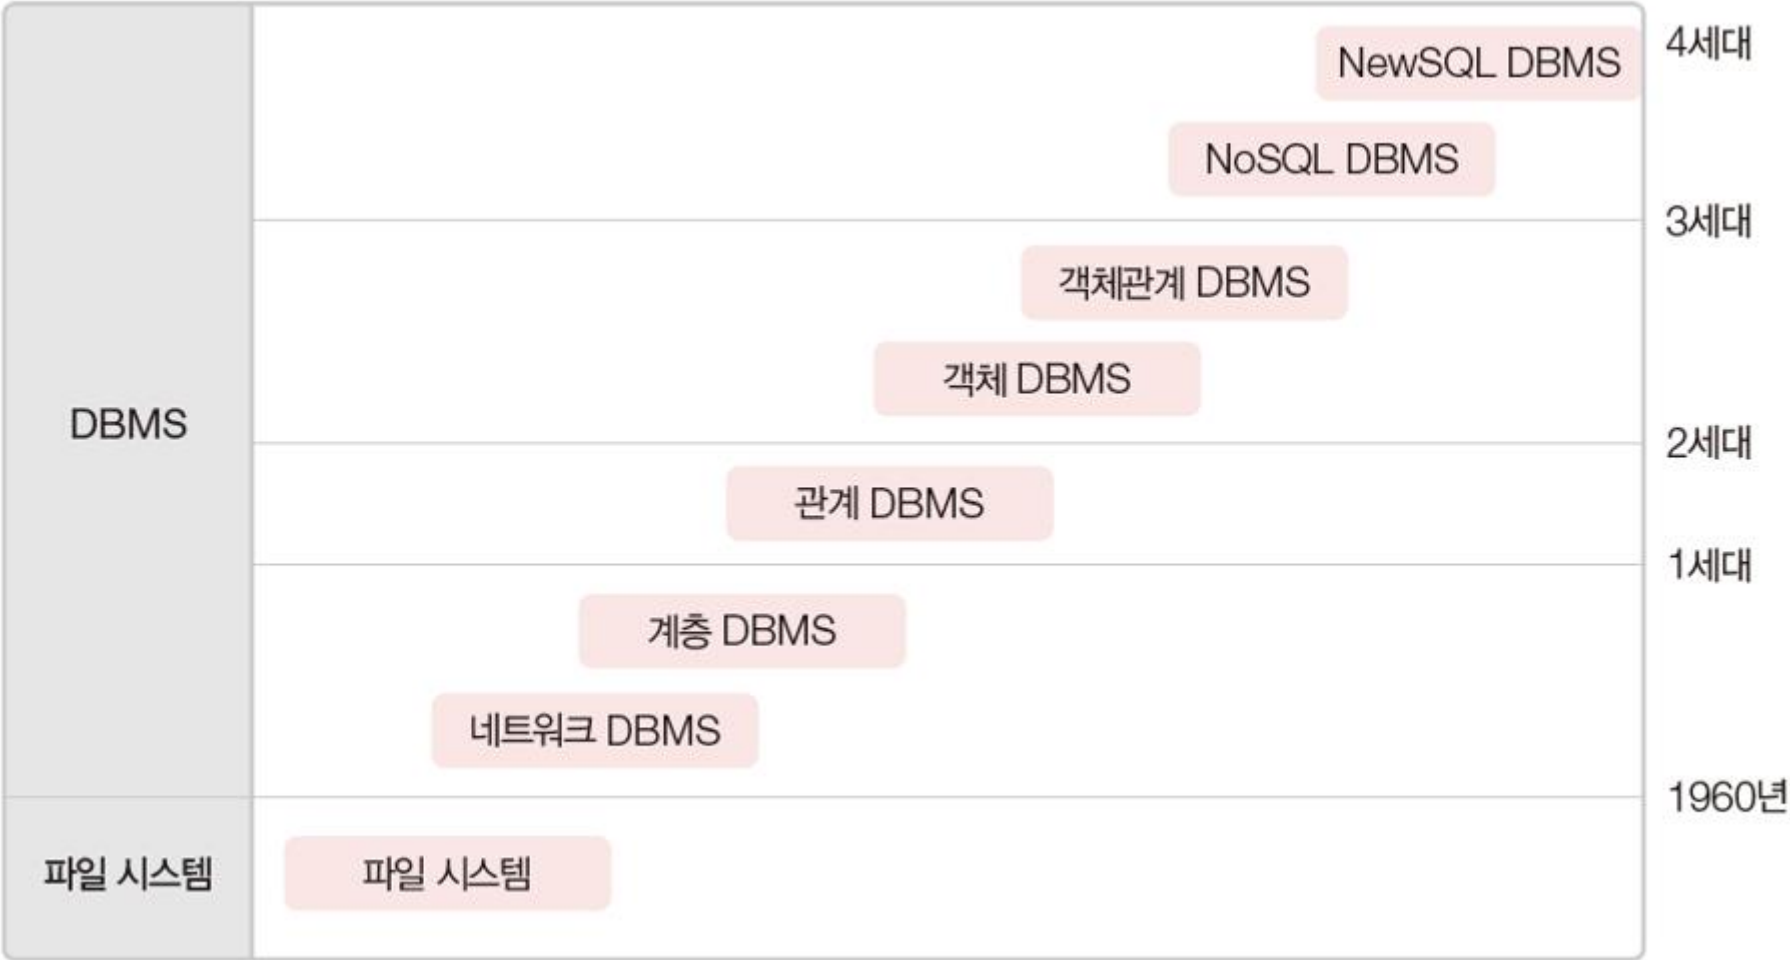 4세대
NewSQL DBMS
NoSQL DBMS
3세대
객체관계 DBMS
객체 DBMS
DBMS
2세대
관계 DBMS
1세대
계층 DBMS
네트워크 DBMS
1960년
파일 시스템
파일 시스템